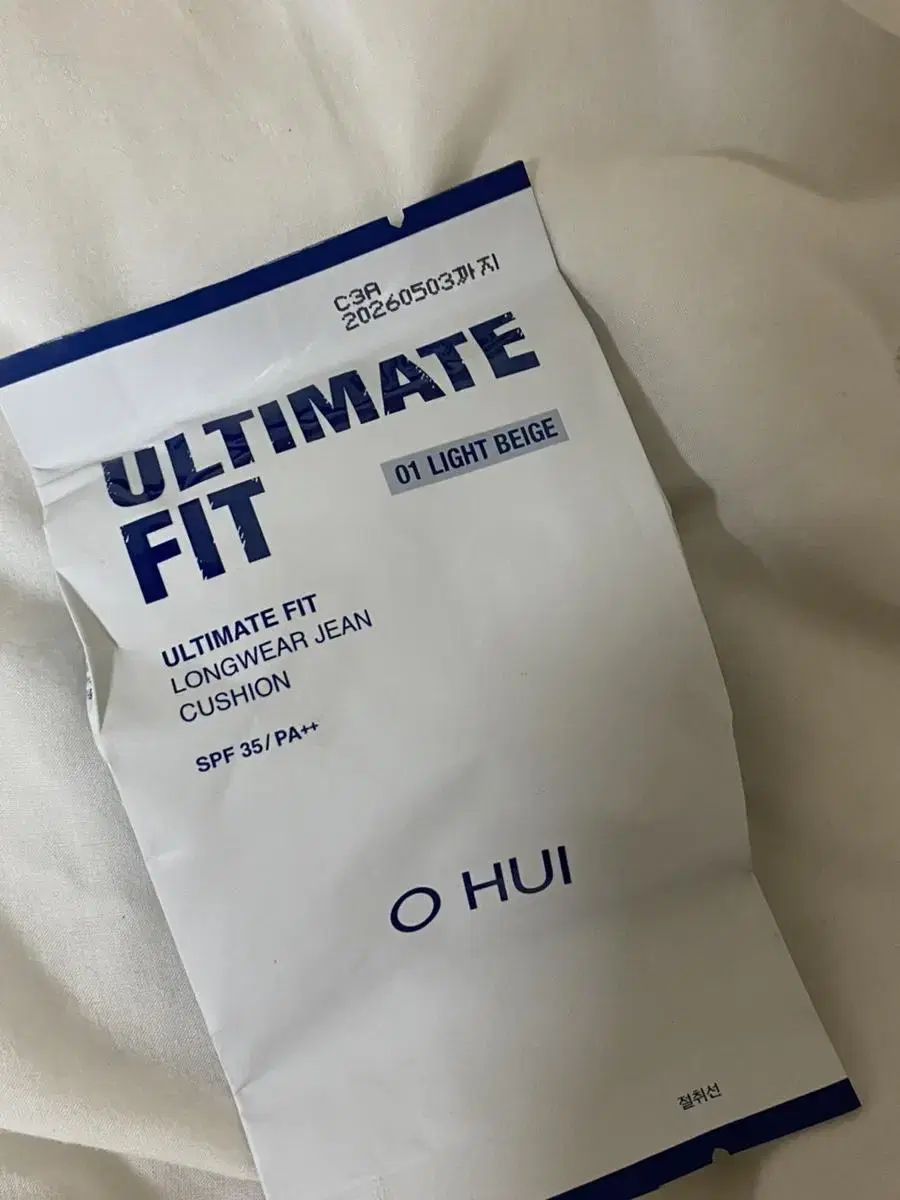 C3A
20260503까지
ULTIMATE
FIT
01 LIGHT BEIGE
ULTIMATE FIT
LONGWEAR JEAN
CUSHION
SPF 35/PA++
O HUI
절취선